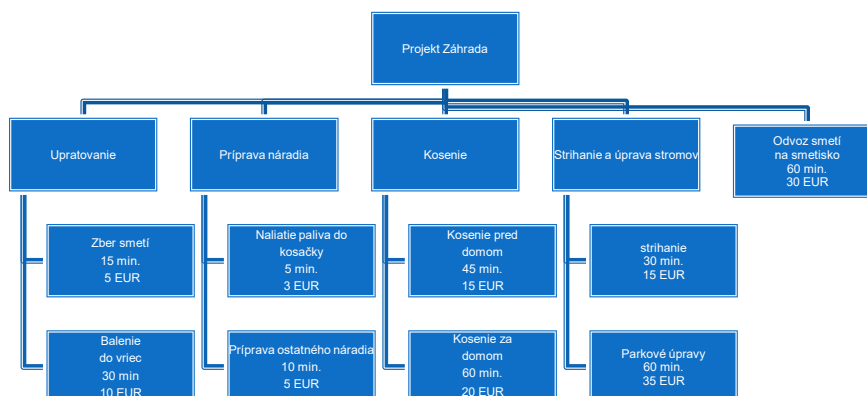 Projekt Záhrada
Upratovanie
Príprava náradia
Kosenie
Strihanie a úprava stromov
Odvoz smetí
na smetisko
60 min.
30 EUR
Zber smetí
15 min.
5 EUR
Naliatie paliva do
kosačky
5 min.
3 EUR
Kosenie pred
domom
45 min.
15 EUR
strihanie
30 min.
15 EUR
Balenie
do vriec
30 min
10 EUR
Príprava ostatného náradia
10 min.
5 EUR
Kosenie za
domom
60 min.
20 EUR
Parkové úpravy
60 min.
35 EUR